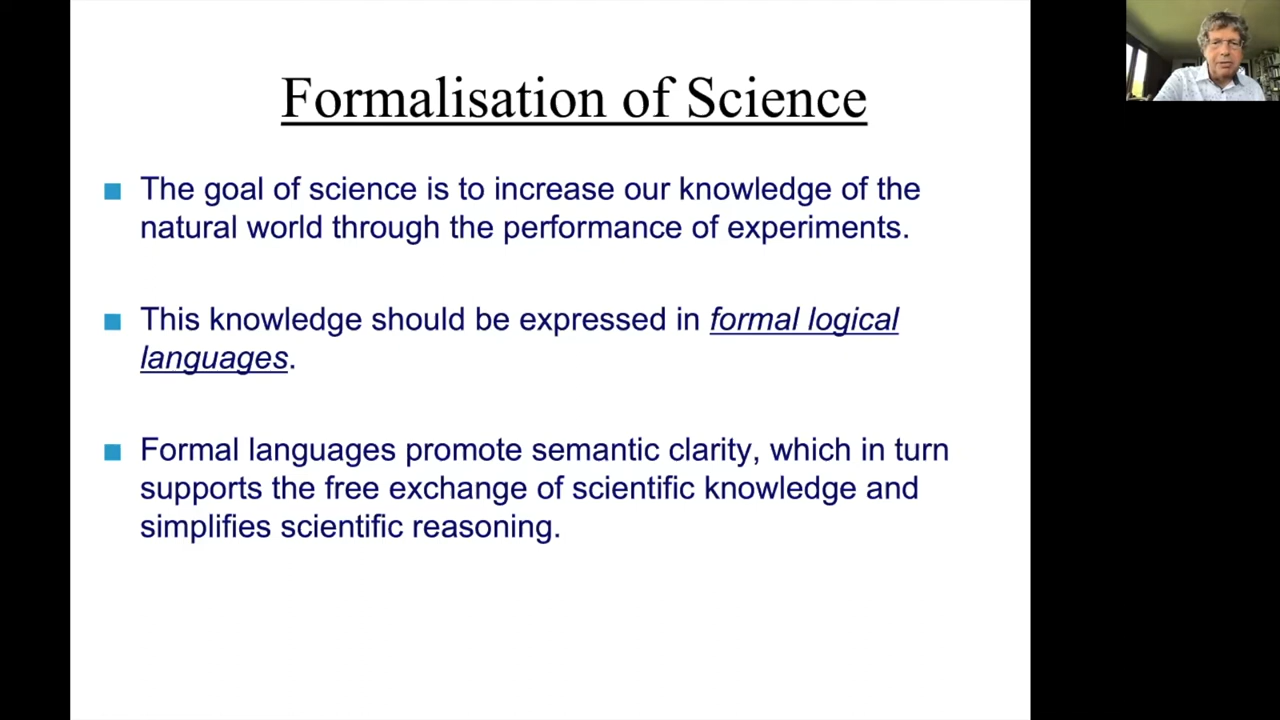 Formalisation of Science
The goal of science is to increase our knowledge of the
natural world through the performance of experiments.
This knowledge should be expressed in formal logical
languages.
Formal languages promote semantic clarity, which in turn
supports the free exchange of scientific knowledge and
simplifies scientific reasoning.